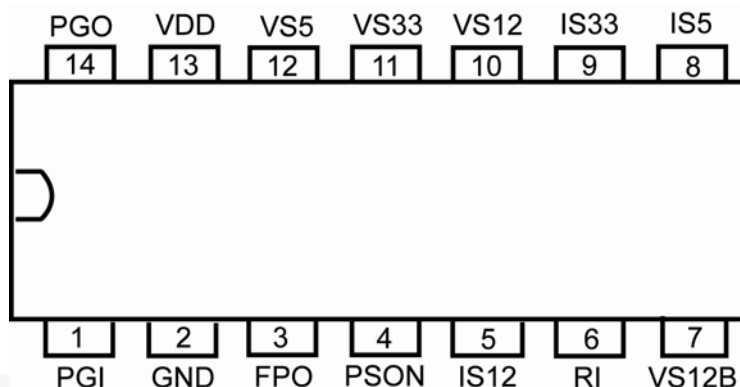 PGO VDD VS5 VS33 VS12 IS33 IS5
14 13 12 11 10 9 8
1 2 3 4 5 6 7
PGI GND FPO PSON IS12 RI VS12B